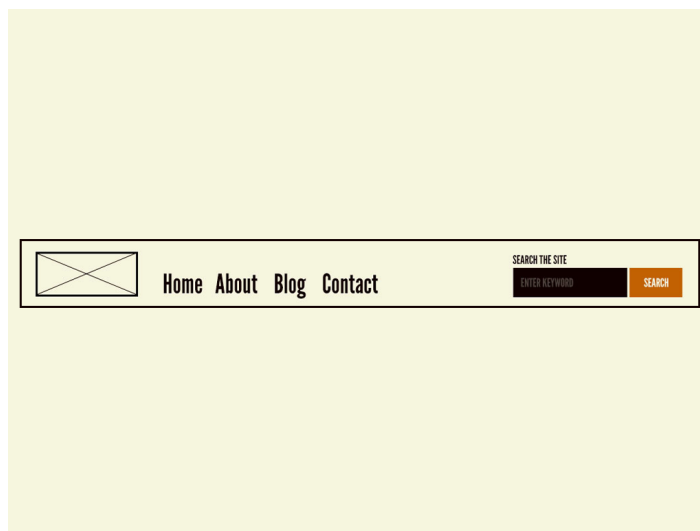 Home About Blog Contact
SEARCH THE SITE
ENTER KEYWORD SEARCH